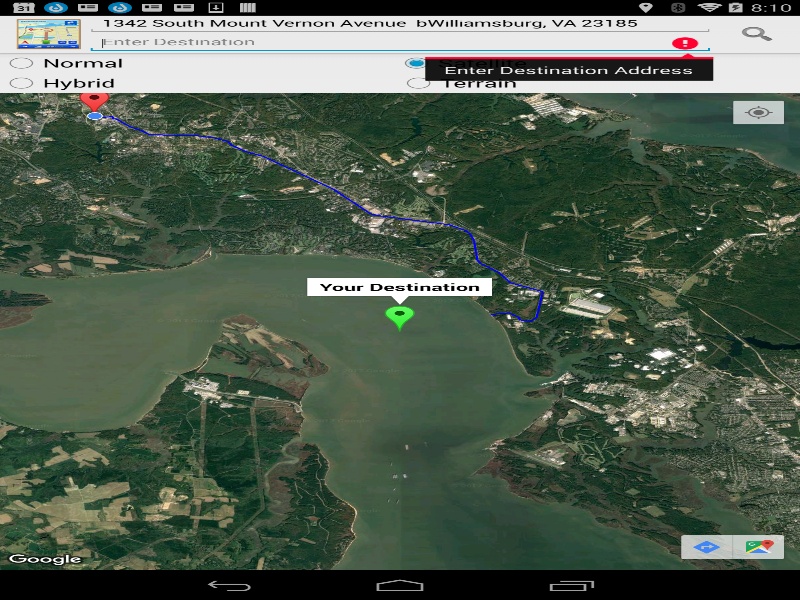 31
8:10
1342 South Mount Vernon Avenue bWilliamsburg, VA 23185
Enter Destination
Normal
Satellite
Enter Destination Address
Hybrid
Terrain
Your Destination
Google